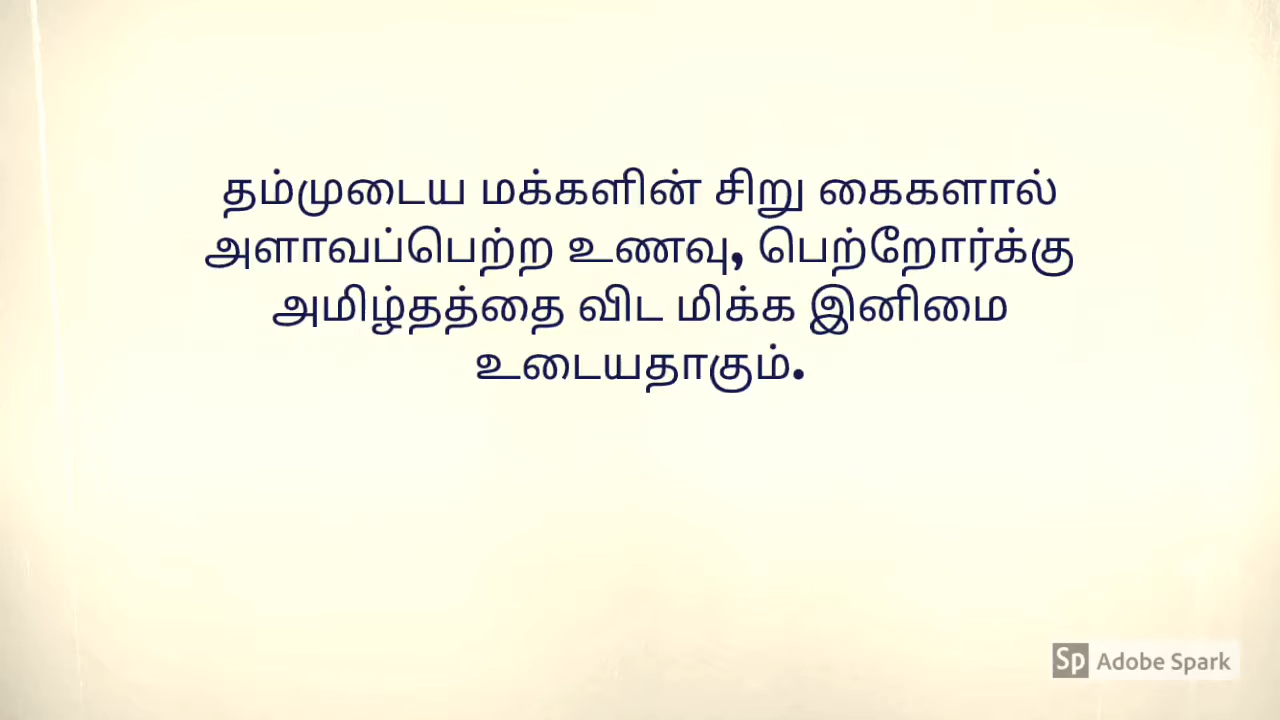 தம்முடைய மக்களின் சிறு கைகளால்
அளாவப்பெற்ற உணவு, பெற்றோர்க்கு
அமிழ்தத்தை விட மிக்க இனிமை
உடையதாகும்.
Sp Adobe Spark